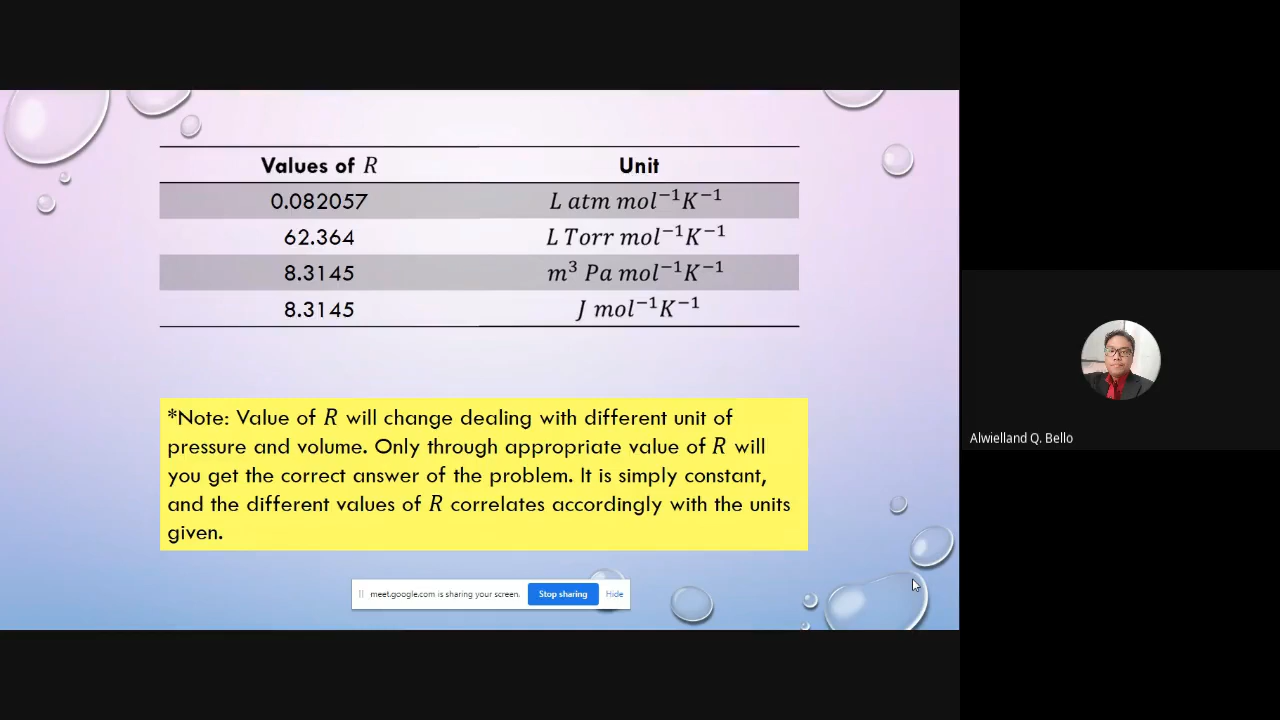 Values of R Unit
0.082057 L atm mol⁻¹K⁻¹
62.364 L Torr mol⁻¹K⁻¹
8.3145 m³ Pa mol⁻¹K⁻¹
8.3145 J mol⁻¹K⁻¹
*Note: Value of R will change dealing with different unit of
pressure and volume. Only through appropriate value of R will
you get the correct answer of the problem. It is simply constant,
and the different values of R correlates accordingly with the units
given.
meet.google.com is sharing your screen. Stop sharing Hide
Alwielland Q. Bello